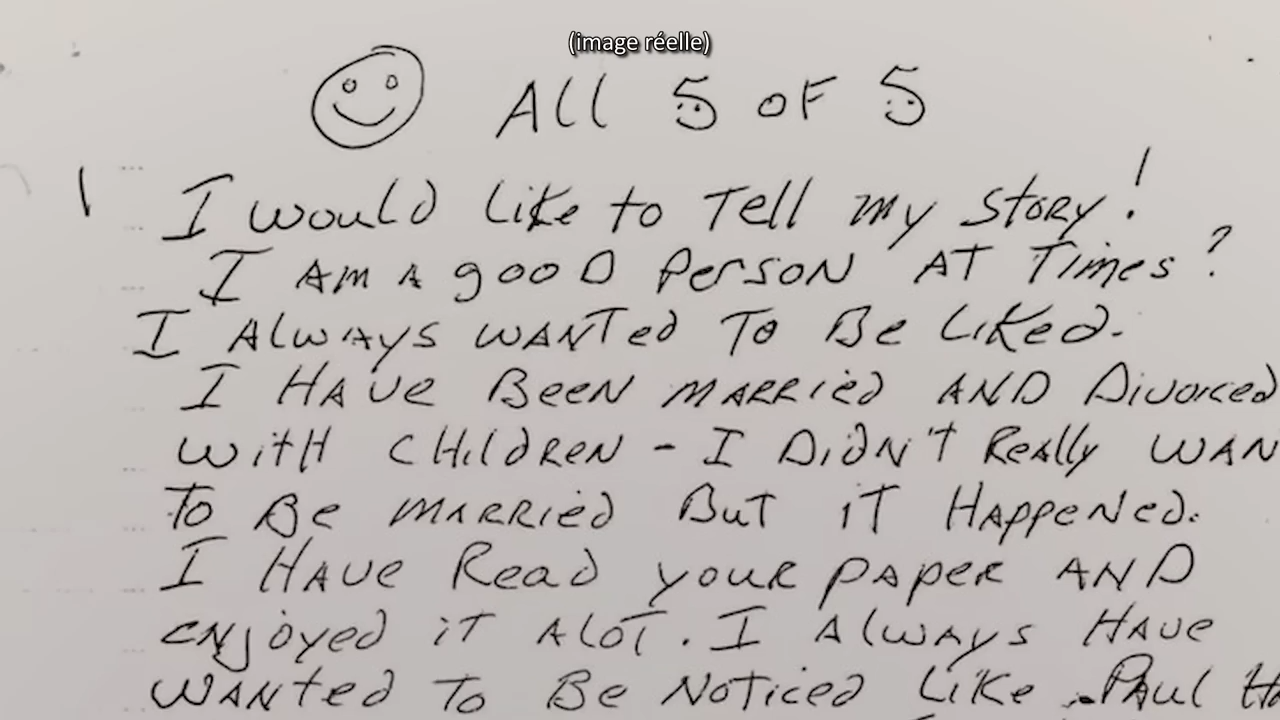 (image réelle)
All 5 of 5
1 I would like to Tell my story!
I AM A gooD Person AT Times?
I AlwAys wANTed To Be Liked.
I HAve BeeN MARRied AND Divorced
with CHildReN - I DidN't Really WAN
To Be MARRied But iT HAppeNed.
I HAve Read youR pApeR AND
eNjoyed iT Alot. I AlwAys HAve
wANted To Be NoTiced Like PAul